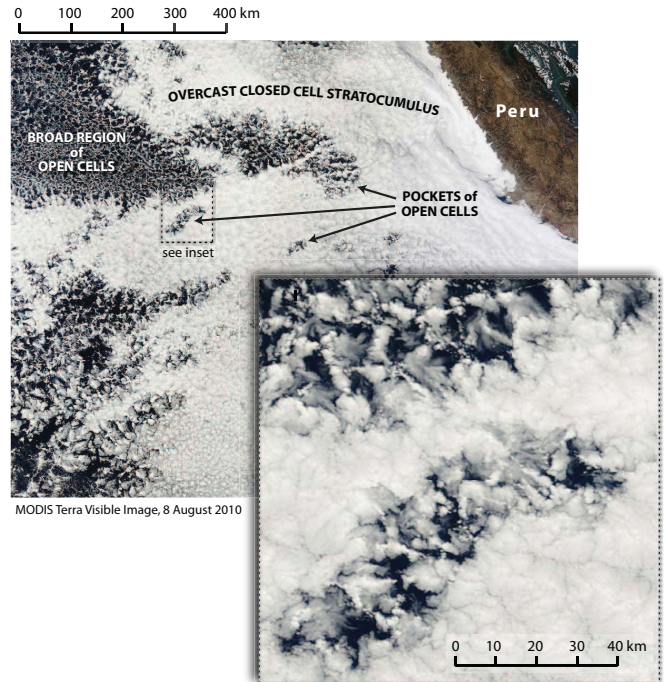 0 100 200 300 400 km
OVERCAST CLOSED CELL STRATOCUMULUS
Peru
BROAD REGION
of
OPEN CELLS
POCKETS of
OPEN CELLS
see inset
MODIS Terra Visible Image, 8 August 2010
0 10 20 30 40 km